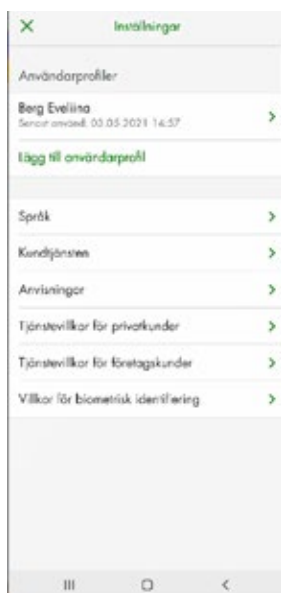 Inställningar
Användarprofiler
Berg Eveliina
Senast använd: 03.05.2021 14:57
Lägg till användarprofil
Språk
Kundtjänsten
Anvisningar
Tjänstevillkor för privatkunder
Tjänstevillkor för företagskunder
Villkor för biometrisk identifiering